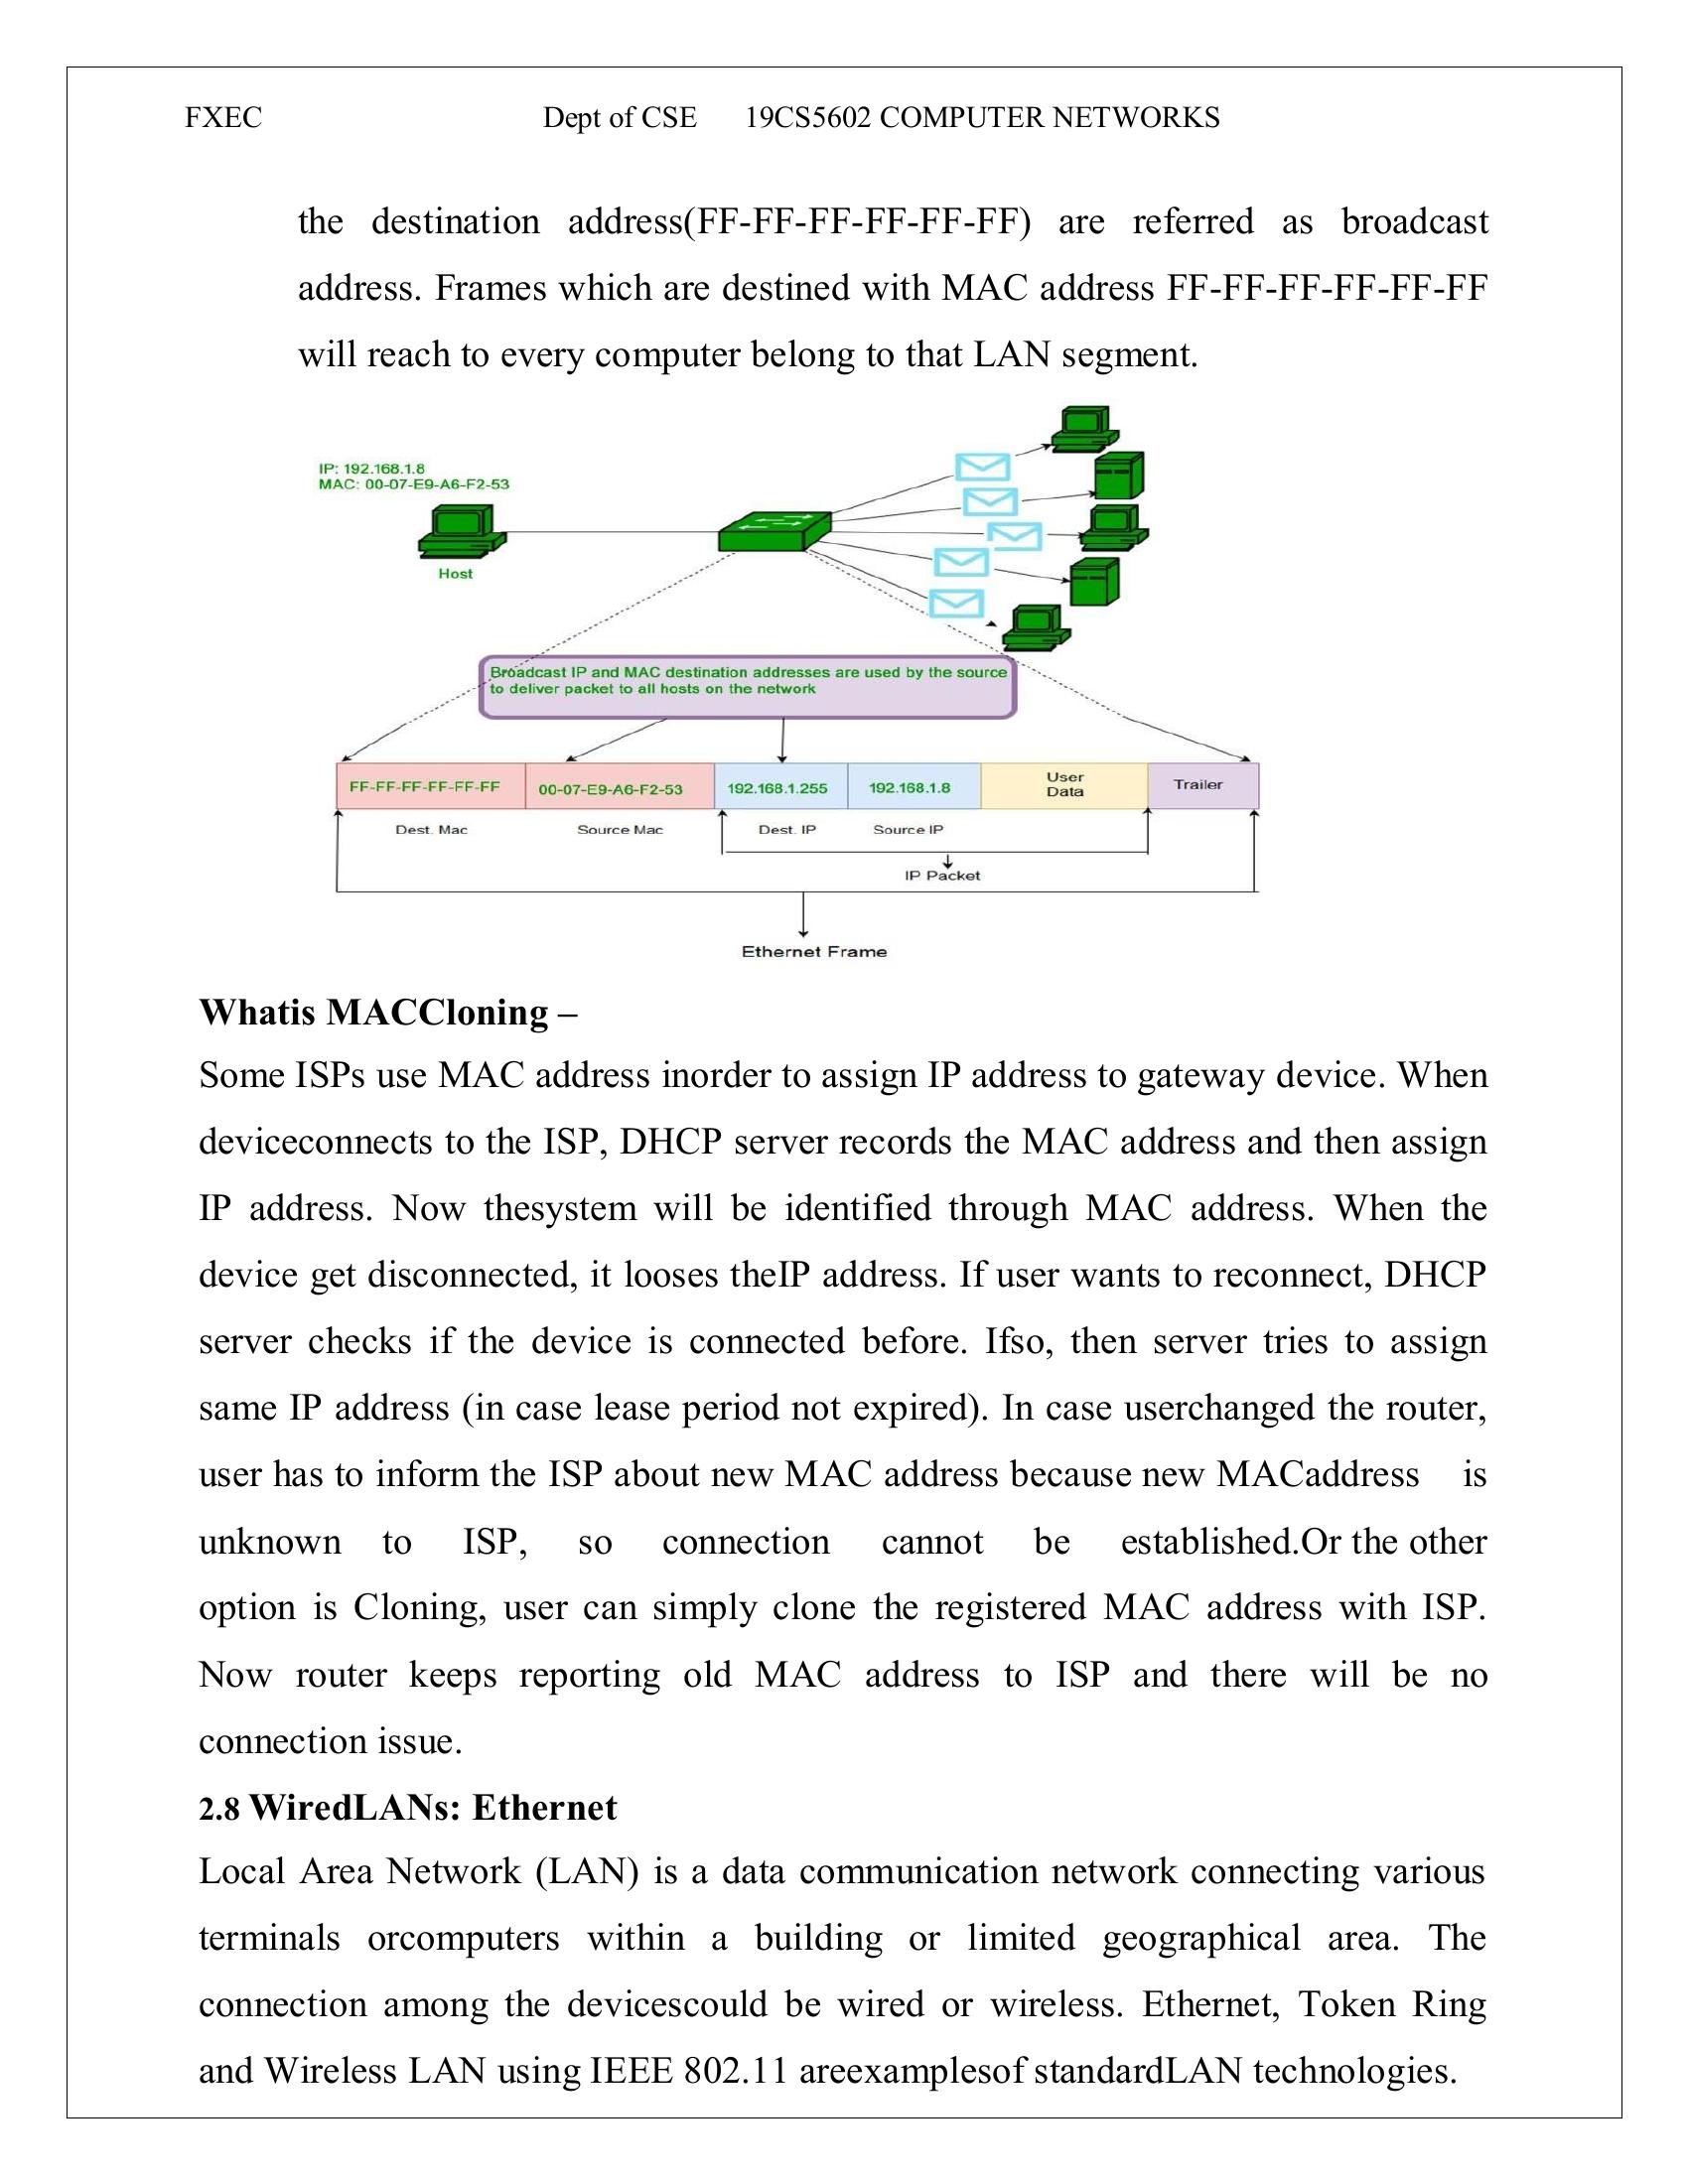 FXEC Dept of CSE 19CS5602 COMPUTER NETWORKS
the destination address(FF-FF-FF-FF-FF-FF) are referred as broadcast
address. Frames which are destined with MAC address FF-FF-FF-FF-FF-FF
will reach to every computer belong to that LAN segment.
IP: 192.168.1.8
MAC: 00-07-E9-A6-F2-53
Host
Broadcast IP and MAC destination addresses are used by the source
to deliver packet to all hosts on the network
FF-FF-FF-FF-FF-FF 00-07-E9-A6-F2-53 192.168.1.255 192.168.1.8 User Data Trailer
Dest. Mac Source Mac Dest. IP Source IP
IP Packet
Ethernet Frame
Whatis MACCloning –
Some ISPs use MAC address inorder to assign IP address to gateway device. When
deviceconnects to the ISP, DHCP server records the MAC address and then assign
IP address. Now thesystem will be identified through MAC address. When the
device get disconnected, it looses theIP address. If user wants to reconnect, DHCP
server checks if the device is connected before. Ifso, then server tries to assign
same IP address (in case lease period not expired). In case userchanged the router,
user has to inform the ISP about new MAC address because new MACaddress is
unknown to ISP, so connection cannot be established.Or the other
option is Cloning, user can simply clone the registered MAC address with ISP.
Now router keeps reporting old MAC address to ISP and there will be no
connection issue.
2.8 WiredLANs: Ethernet
Local Area Network (LAN) is a data communication network connecting various
terminals orcomputers within a building or limited geographical area. The
connection among the devicescould be wired or wireless. Ethernet, Token Ring
and Wireless LAN using IEEE 802.11 areexamplesof standardLAN technologies.